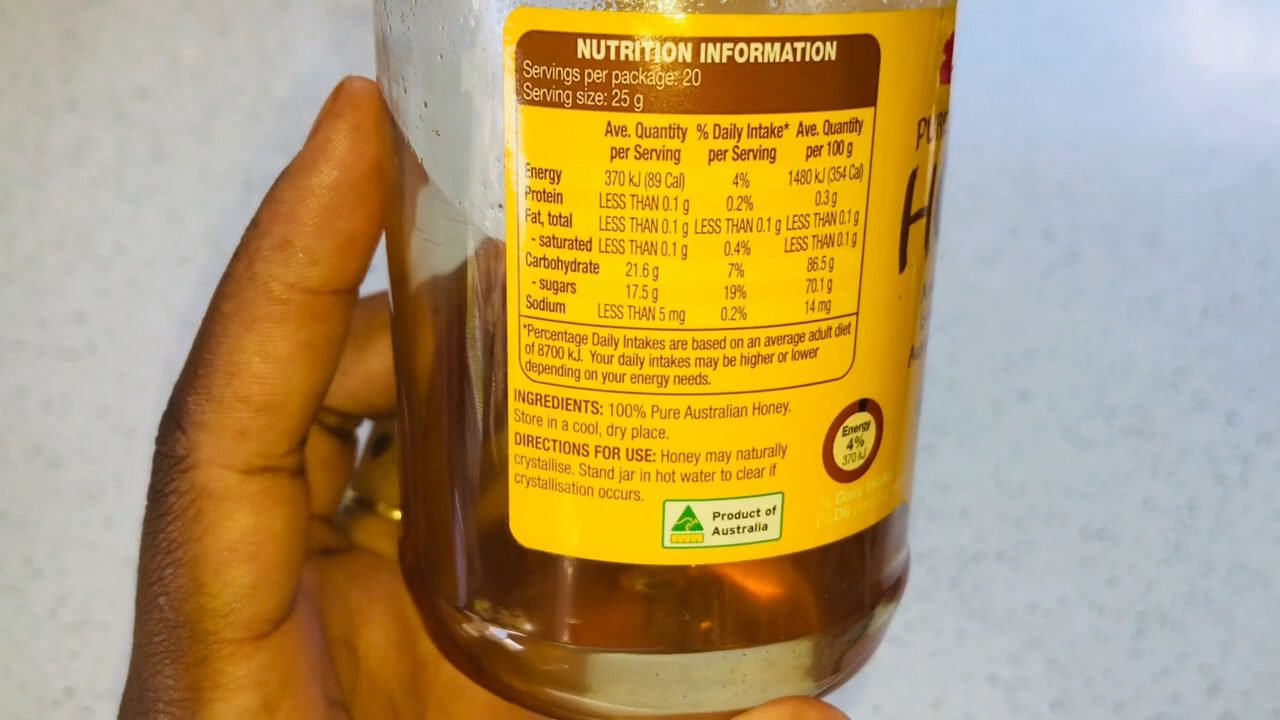 NUTRITION INFORMATION
Servings per package: 20
Serving size: 25 g
Ave. Quantity per Serving % Daily Intake* per Serving Ave. Quantity per 100 g
Energy 370 kJ (89 Cal) 4% 1480 kJ (354 Cal)
Protein LESS THAN 0.1 g 0.2% 0.3 g
Fat, total LESS THAN 0.1 g LESS THAN 0.1 g LESS THAN 0.1 g
- saturated LESS THAN 0.1 g 0.4% LESS THAN 0.1 g
Carbohydrate 21.6 g 7% 86.5 g
- sugars 17.5 g 19% 70.1 g
Sodium LESS THAN 5 mg 0.2% 14 mg
*Percentage Daily Intakes are based on an average adult diet
of 8700 kJ. Your daily intakes may be higher or lower
depending on your energy needs.
INGREDIENTS: 100% Pure Australian Honey.
Store in a cool, dry place.
DIRECTIONS FOR USE: Honey may naturally
crystallise. Stand jar in hot water to clear if
crystallisation occurs.
Product of
Australia
Energy
4%
370 kJ
% Daily Intake
(%DI)